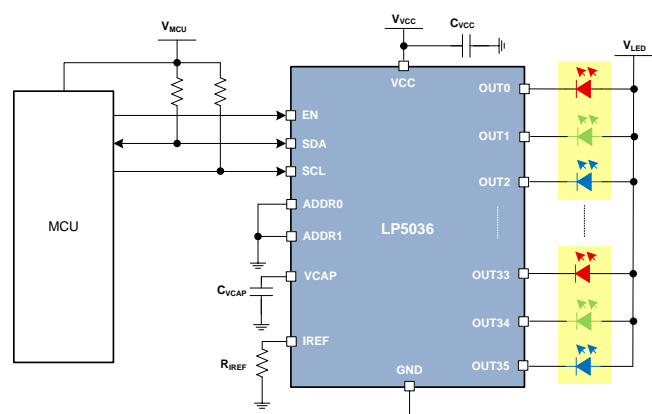 VMCU
VVCC
CVCC
VLED
VCC
OUT0
EN
OUT1
SDA
SCL
OUT2
ADDR0
MCU
LP5036
ADDR1
VCAP
OUT33
CVCAP
OUT34
IREF
RIREF
GND
OUT35